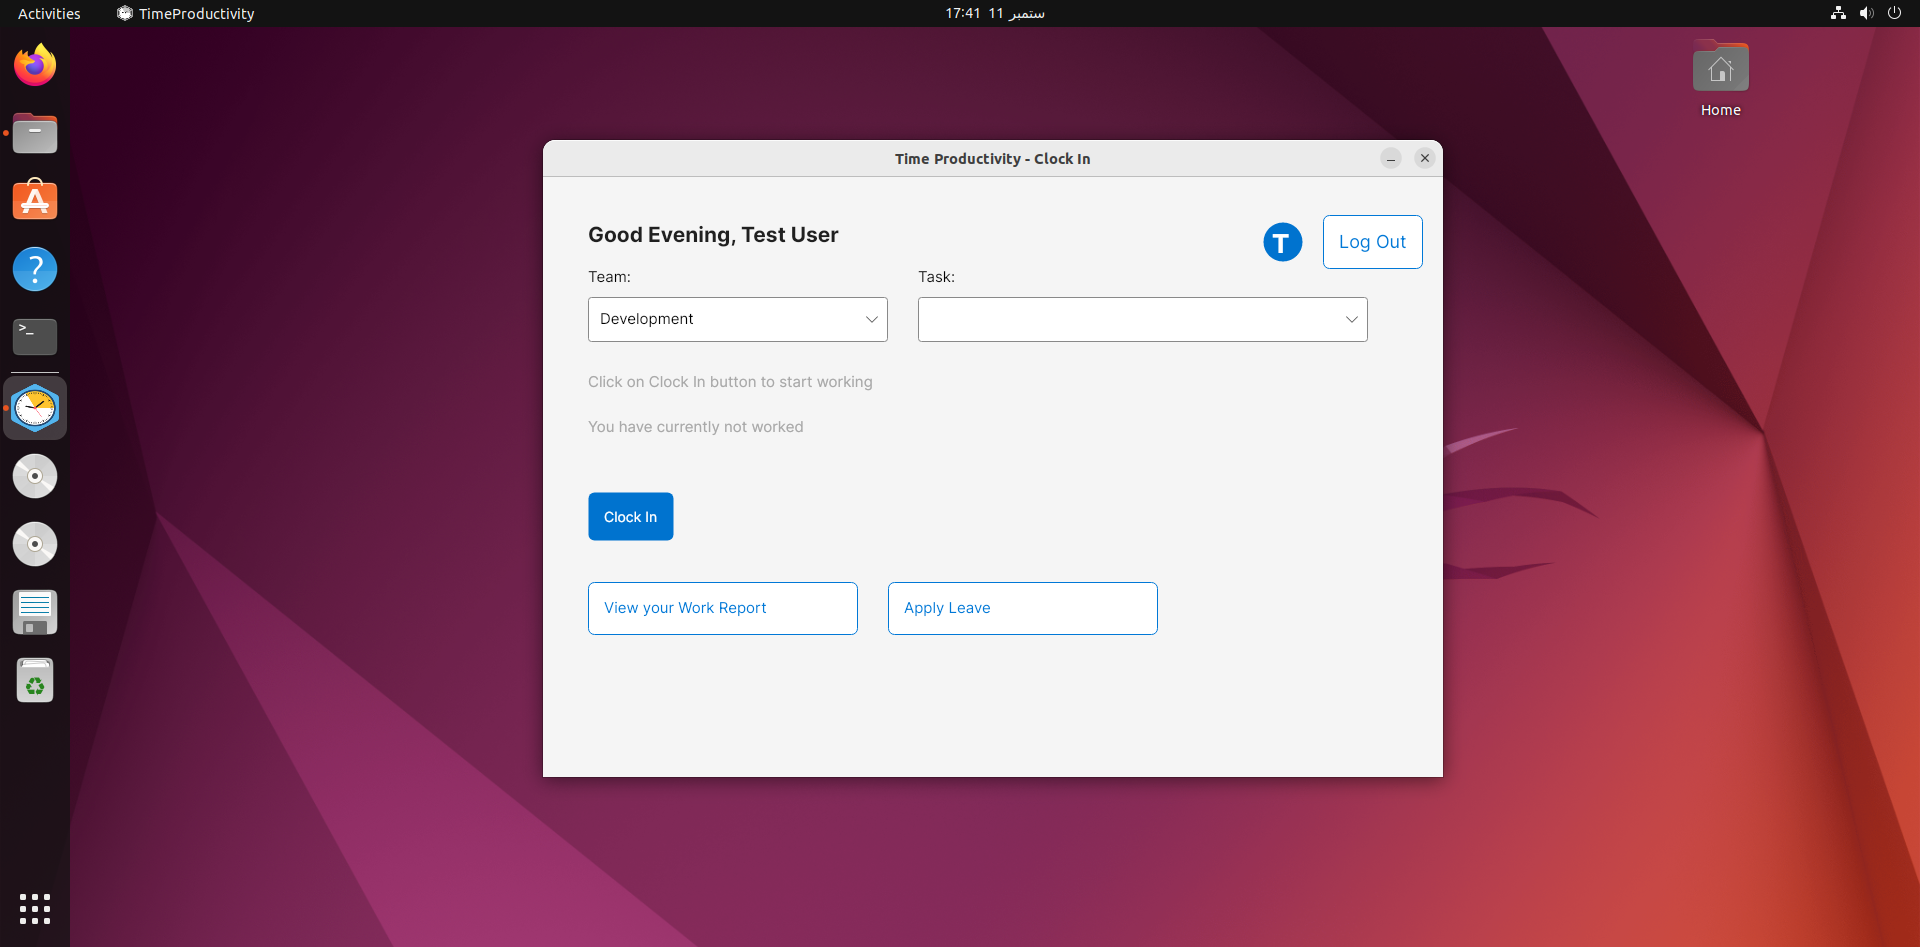 Activities
TimeProductivity
17:41  11 ستمبر
Home
Time Productivity - Clock In
Good Evening, Test User
T
Log Out
Team:
Task:
Development
Click on Clock In button to start working
You have currently not worked
Clock In
View your Work Report
Apply Leave